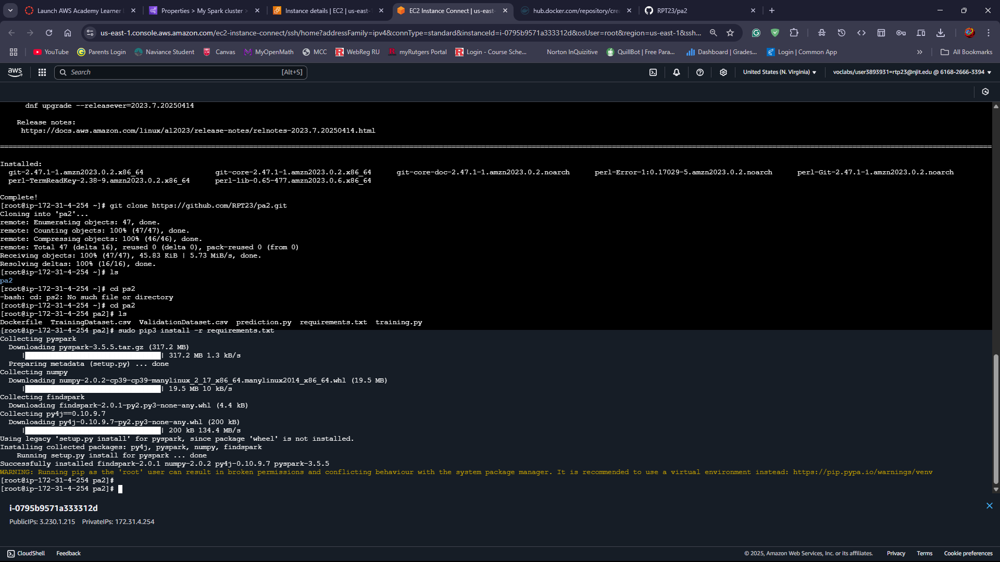 Launch AWS Academy Learner
Properties > My Spark cluster >
Instance details | EC2 | us-east-1
EC2 Instance Connect | us-east-
hub.docker.com/repository/cre
RPT23/pa2
us-east-1.console.aws.amazon.com/ec2-instance-connect/ssh/home?addressFamily=ipv4&connType=standard&instanceId=i-0795b9571a333312d&osUser=root&region=us-east-1&ssh...
YouTube
Parents Login
Naviance Student
Canvas
MyOpenMath
MCC
WebReg RU
myRutgers Portal
Login - Course Sche...
Norton InQuizitive
QuillBot | Free Para...
Dashboard | Grades...
Login | Common App
All Bookmarks
aws
Search [Alt+S]
United States (N. Virginia)
voclabs/user3893931=rtp23@njit.edu @ 6168-2666-3394
dnf upgrade --releasever=2023.7.20250414
Release notes:
https://docs.aws.amazon.com/linux/al2023/release-notes/relnotes-2023.7.20250414.html
Installed:
git-2.47.1-1.amzn2023.0.2.x86_64 git-core-2.47.1-1.amzn2023.0.2.x86_64 git-core-doc-2.47.1-1.amzn2023.0.2.noarch perl-Error-1:0.17029-5.amzn2023.0.2.noarch perl-Git-2.47.1-1.amzn2023.0.2.noarch
perl-TermReadKey-2.38-9.amzn2023.0.2.x86_64 perl-lib-0.65-477.amzn2023.0.6.x86_64
Complete!
[root@ip-172-31-4-254 ~]# git clone https://github.com/RPT23/pa2.git
Cloning into 'pa2'...
remote: Enumerating objects: 47, done.
remote: Counting objects: 100% (47/47), done.
remote: Compressing objects: 100% (46/46), done.
remote: Total 47 (delta 16), reused 0 (delta 0), pack-reused 0 (from 0)
Receiving objects: 100% (47/47), 45.83 KiB | 5.73 MiB/s, done.
Resolving deltas: 100% (16/16), done.
[root@ip-172-31-4-254 ~]# ls
pa2
[root@ip-172-31-4-254 ~]# cd ps2
-bash: cd: ps2: No such file or directory
[root@ip-172-31-4-254 ~]# cd pa2
[root@ip-172-31-4-254 pa2]# ls
Dockerfile TrainingDataset.csv ValidationDataset.csv prediction.py requirements.txt training.py
[root@ip-172-31-4-254 pa2]# sudo pip3 install -r requirements.txt
Collecting pyspark
Downloading pyspark-3.5.5.tar.gz (317.2 MB)
| | 317.2 MB 1.3 kB/s
Preparing metadata (setup.py) ... done
Collecting numpy
Downloading numpy-2.0.2-cp39-cp39-manylinux_2_17_x86_64.manylinux2014_x86_64.whl (19.5 MB)
| | 19.5 MB 10 kB/s
Collecting findspark
Downloading findspark-2.0.1-py2.py3-none-any.whl (4.4 kB)
Collecting py4j==0.10.9.7
Downloading py4j-0.10.9.7-py2.py3-none-any.whl (200 kB)
| | 200 kB 134.4 MB/s
Using legacy 'setup.py install' for pyspark, since package 'wheel' is not installed.
Installing collected packages: py4j, pyspark, numpy, findspark
Running setup.py install for pyspark ... done
Successfully installed findspark-2.0.1 numpy-2.0.2 py4j-0.10.9.7 pyspark-3.5.5
WARNING: Running pip as the 'root' user can result in broken permissions and conflicting behaviour with the system package manager. It is recommended to use a virtual environment instead: https://pip.pypa.io/warnings/venv
[root@ip-172-31-4-254 pa2]#
[root@ip-172-31-4-254 pa2]#
i-0795b9571a333312d
PublicIPs: 3.230.1.215 PrivateIPs: 172.31.4.254
CloudShell Feedback
© 2025, Amazon Web Services, Inc. or its affiliates. Privacy Terms Cookie preferences